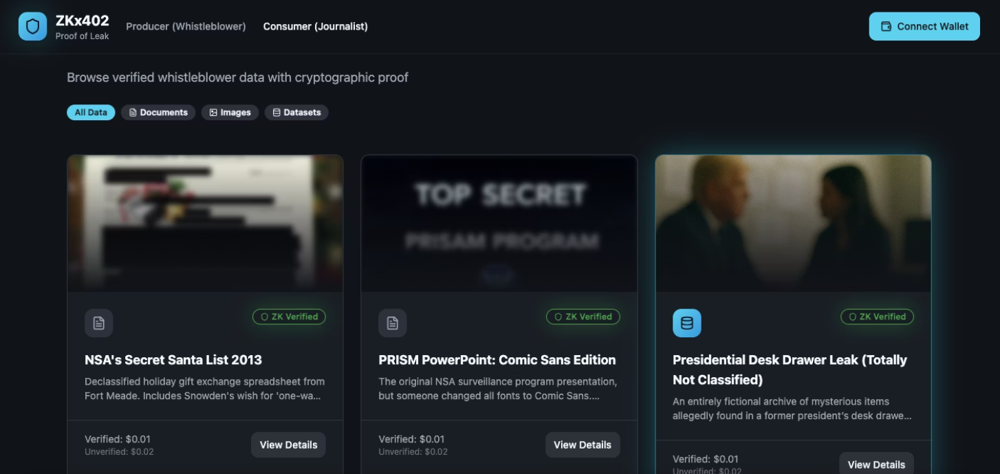 ZKx402
Proof of Leak
Producer (Whistleblower)
Consumer (Journalist)
Connect Wallet
Browse verified whistleblower data with cryptographic proof
All Data
Documents
Images
Datasets
TOP SECRET
PRISAM PROGRAM
ZK Verified
NSA's Secret Santa List 2013
Declassified holiday gift exchange spreadsheet from
Fort Meade. Includes Snowden's wish for 'one-wa...
Verified: $0.01
Unverified: $0.02
View Details
ZK Verified
PRISM PowerPoint: Comic Sans Edition
The original NSA surveillance program presentation,
but someone changed all fonts to Comic Sans....
Verified: $0.01
Unverified: $0.02
View Details
ZK Verified
Presidential Desk Drawer Leak (Totally
Not Classified)
An entirely fictional archive of mysterious items
allegedly found in a former president’s desk drawe...
Verified: $0.01
Unverified: $0.02
View Details